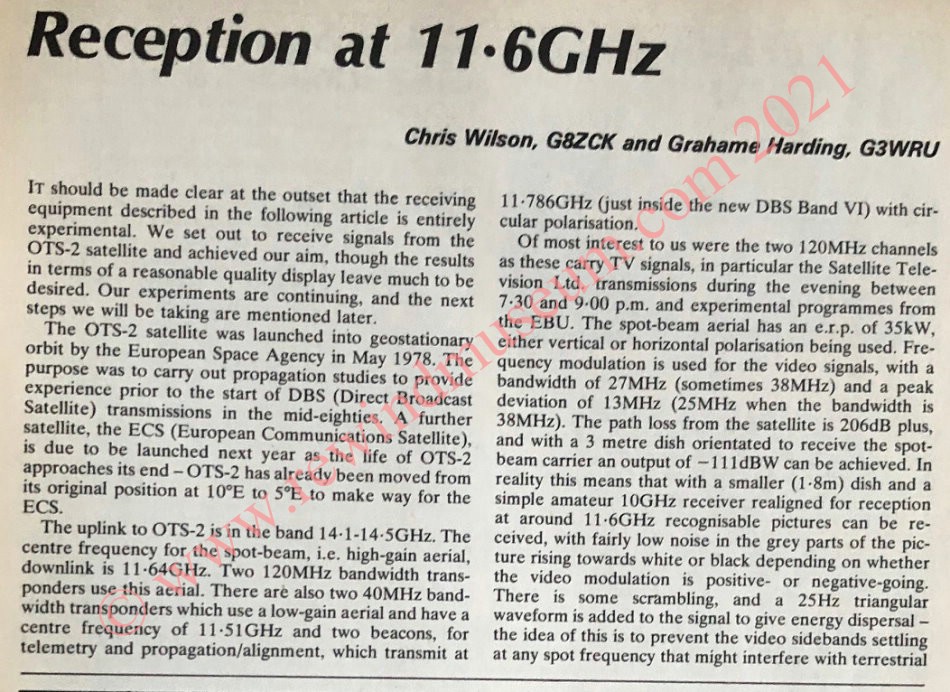 Reception at 11·6GHz
Chris Wilson, G8ZCK and Grahame Harding, G3WRU
IT should be made clear at the outset that the receiving
equipment described in the following article is entirely
experimental. We set out to receive signals from the
OTS-2 satellite and achieved our aim, though the results
in terms of a reasonable quality display leave much to be
desired. Our experiments are continuing, and the next
steps we will be taking are mentioned later.
The OTS-2 satellite was launched into geostationary
orbit by the European Space Agency in May 1978. The
purpose was to carry out propagation studies to provide
experience prior to the start of DBS (Direct Broadcast
Satellite) transmissions in the mid-eighties. A further
satellite, the ECS (European Communications Satellite),
is due to be launched next year as the life of OTS-2
approaches its end – OTS-2 has already been moved from
its original position at 10°E to 5°E to make way for the
ECS.
The uplink to OTS-2 is in the band 14·1-14·5GHz. The
centre frequency for the spot-beam, i.e. high-gain aerial,
downlink is 11·64GHz. Two 120MHz bandwidth trans-
ponders use this aerial. There are also two 40MHz band-
width transponders which use a low-gain aerial and have a
centre frequency of 11·51GHz and two beacons, for
telemetry and propagation/alignment, which transmit at
11·786GHz (just inside the new DBS Band VI) with cir-
cular polarisation.
Of most interest to us were the two 120MHz channels
as these carry TV signals, in particular the Satellite Tele-
vision Ltd. transmissions during the evening between
7·30 and 9·00 p.m. and experimental programmes from
the EBU. The spot-beam aerial has an e.r.p. of 35kW,
either vertical or horizontal polarisation being used. Fre-
quency modulation is used for the video signals, with a
bandwidth of 27MHz (sometimes 38MHz) and a peak
deviation of 13MHz (25MHz when the bandwidth is
38MHz). The path loss from the satellite is 206dB plus,
and with a 3 metre dish orientated to receive the spot-
beam carrier an output of −111dBW can be achieved. In
reality this means that with a smaller (1·8m) dish and a
simple amateur 10GHz receiver realigned for reception
at around 11·6GHz recognisable pictures can be re-
ceived, with fairly low noise in the grey parts of the pic-
ture rising towards white or black depending on whether
the video modulation is positive- or negative-going.
There is some scrambling, and a 25Hz triangular
waveform is added to the signal to give energy dispersal –
the idea of this is to prevent the video sidebands settling
at any spot frequency that might interfere with terrestrial
© www.rewindmuseum.com 2021